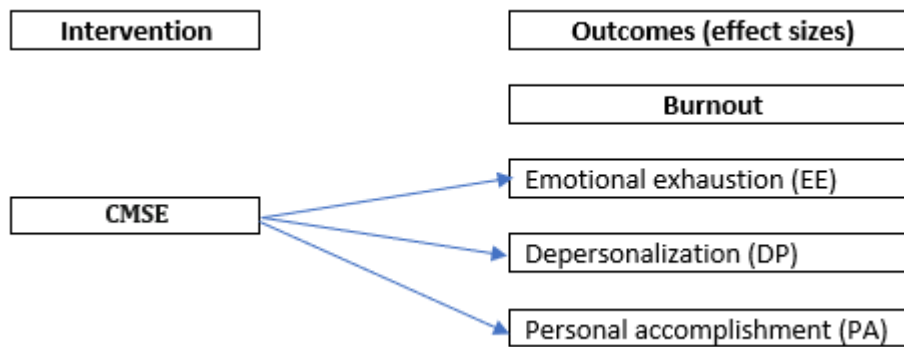 Intervention
Outcomes (effect sizes)
Burnout
Emotional exhaustion (EE)
CMSE
Depersonalization (DP)
Personal accomplishment (PA)